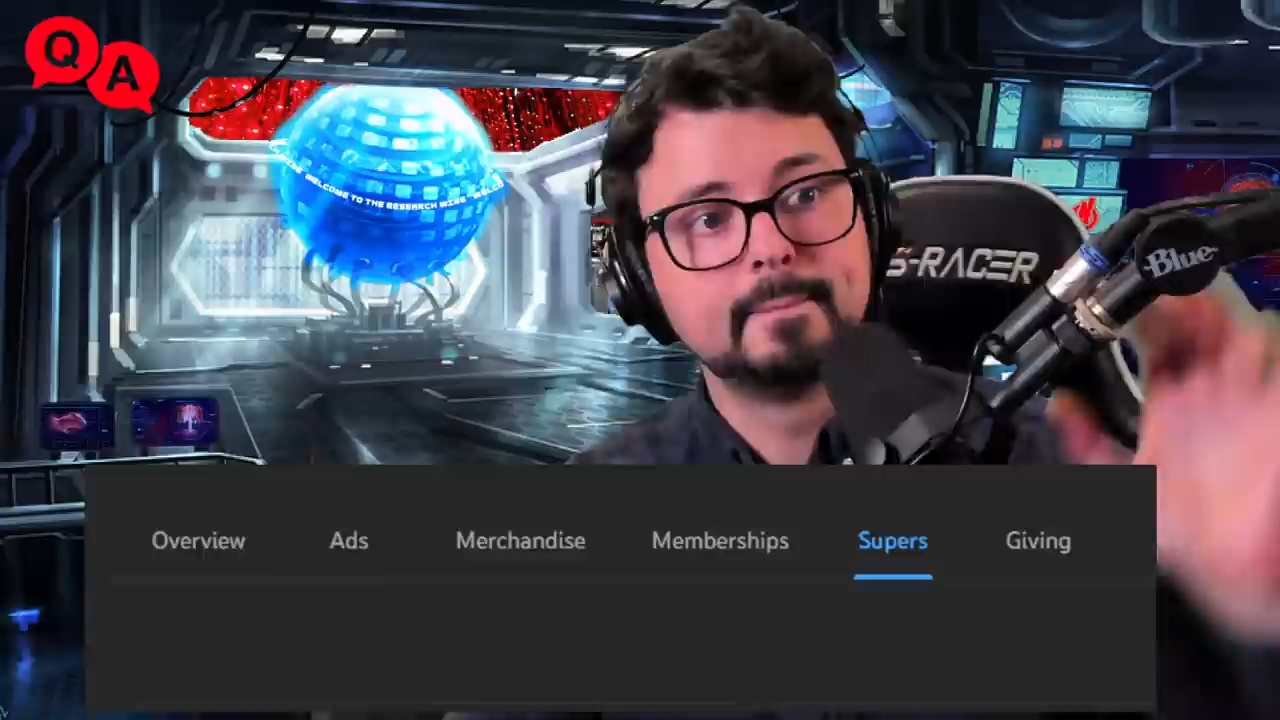 Q A
WELCOME TO THE RESEARCH WING
S-RACER
Blue
Overview Ads Merchandise Memberships Supers Giving